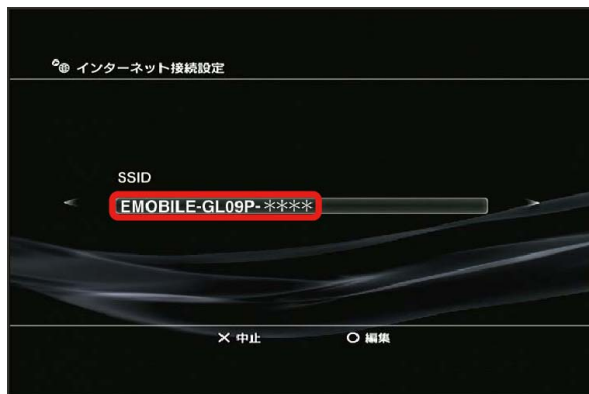 インターネット接続設定
SSID
EMOBILE-GL09P-****
× 中止 ○ 編集